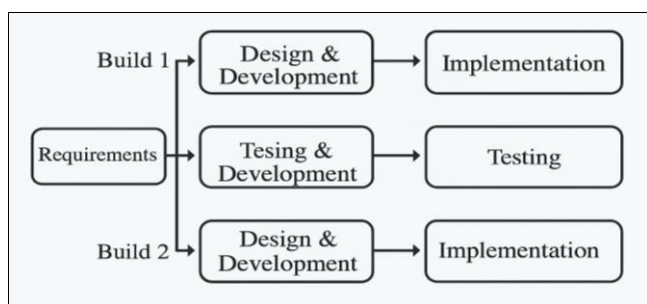 Build 1
Design &
Development
Implementation
Requirements
Tesing &
Development
Testing
Build 2
Design &
Development
Implementation